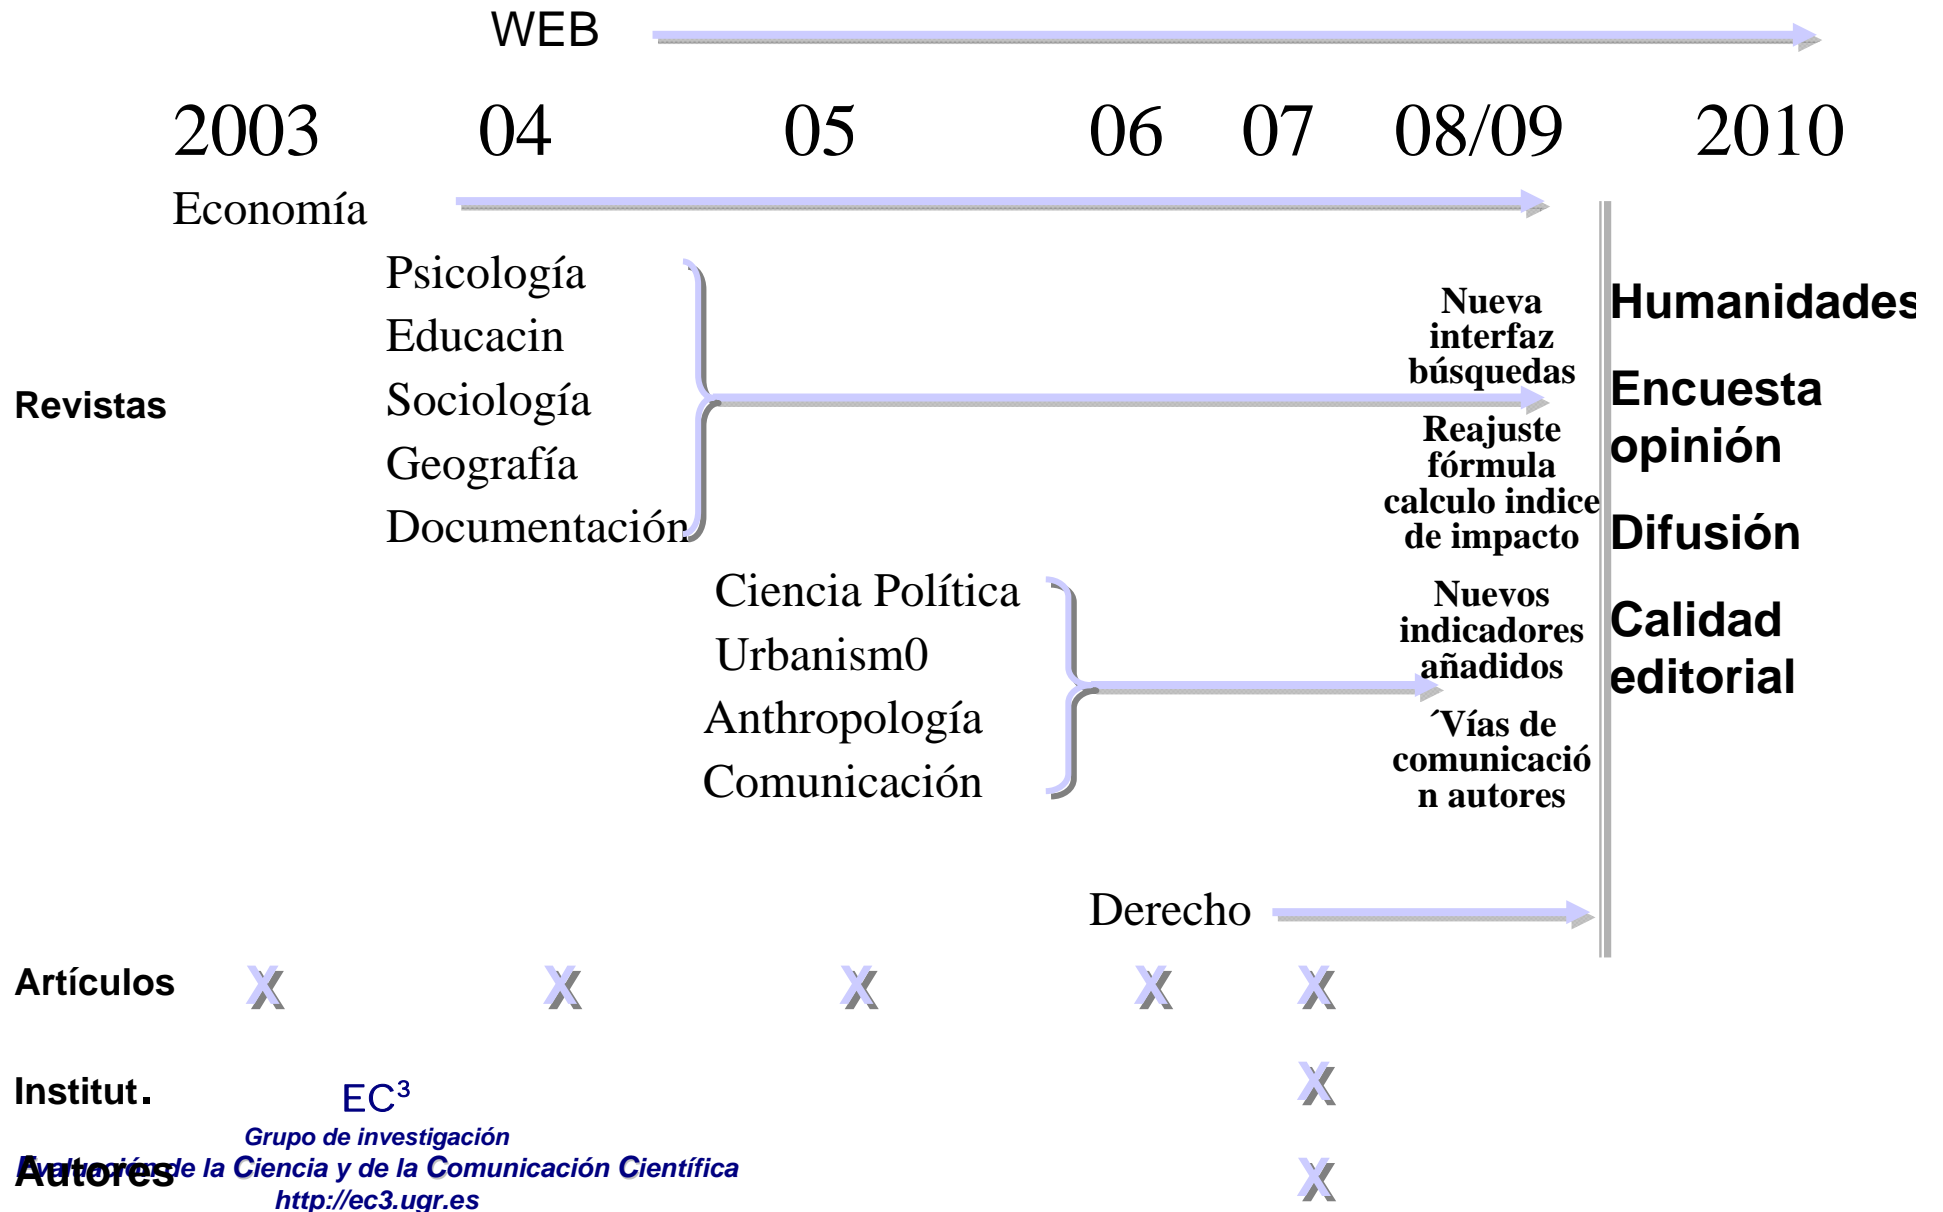 WEB
2003 04 05 06 07 08/09 2010
Economía
Psicología
Educacin
Sociología
Geografía
Documentación
Revistas
Ciencia Política
Urbanism0
Anthropología
Comunicación
Nueva
interfaz
búsquedas
Reajuste
fórmula
calculo indice
de impacto
Nuevos
indicadores
añadidos
´Vías de
comunicació
n autores
Humanidades
Encuesta
opinión
Difusión
Calidad
editorial
Derecho
Artículos X X X X X
Institut. X
EC³
Grupo de investigación
Evaluación de la Ciencia y de la Comunicación Científica
Autores X
http://ec3.ugr.es